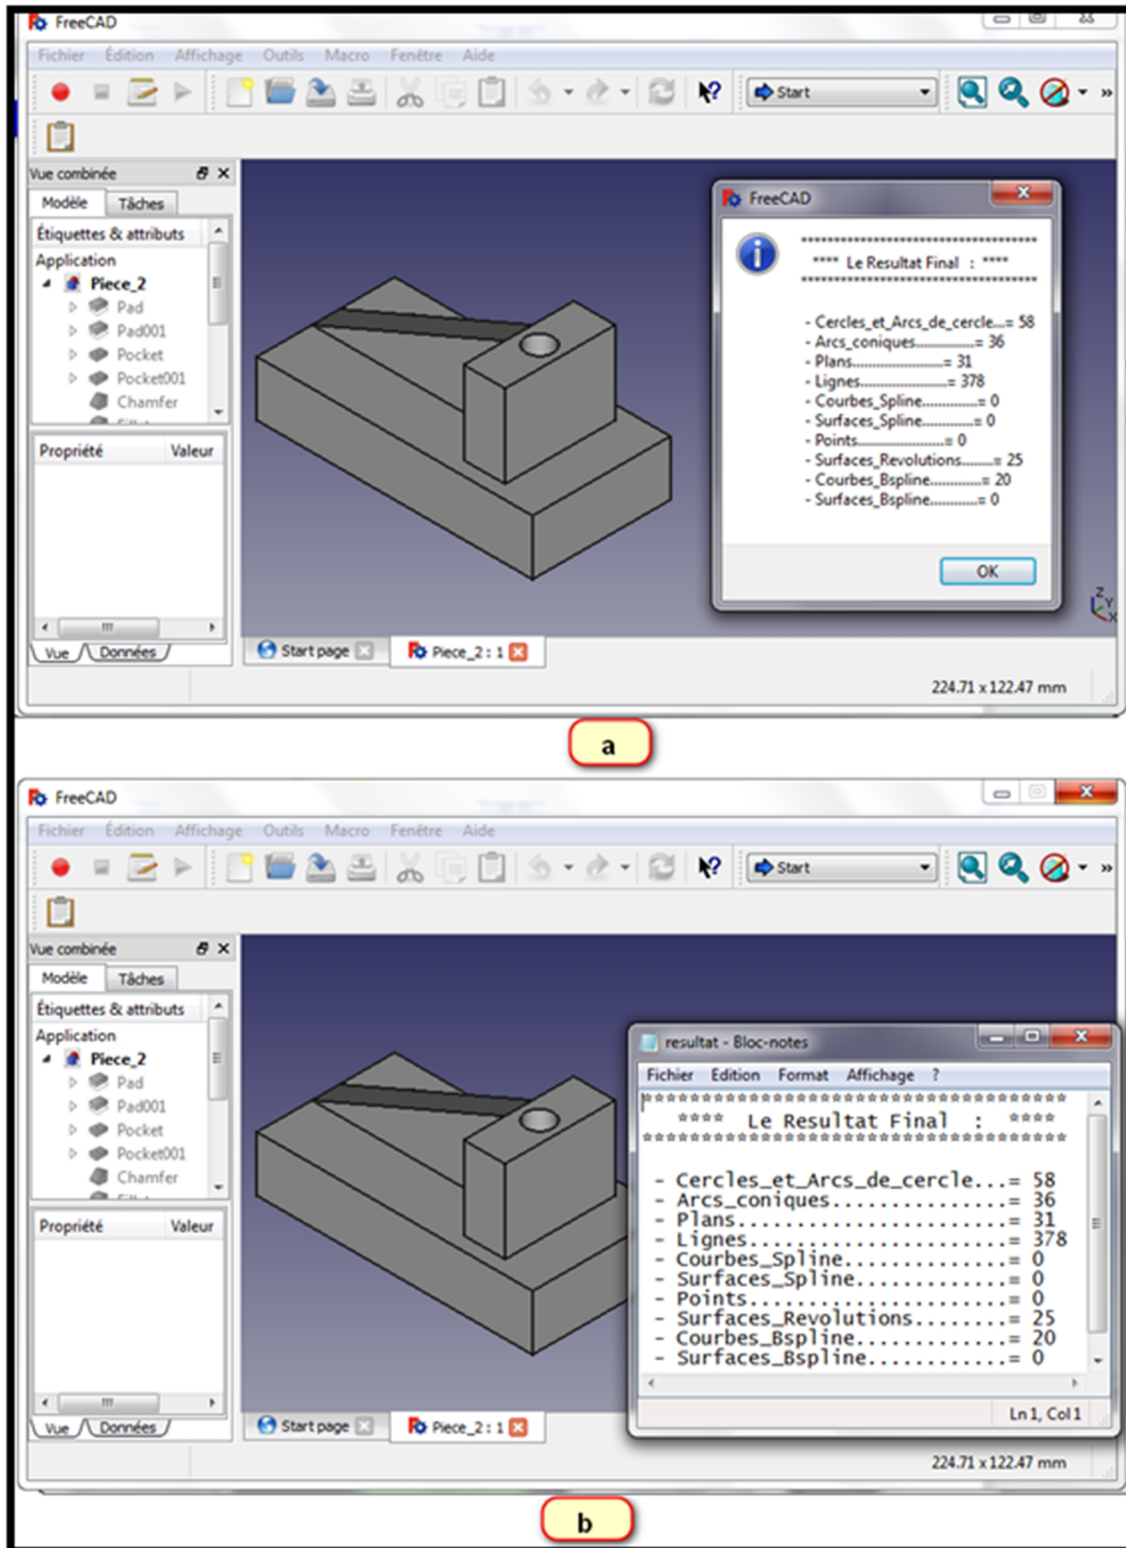 FreeCAD
Fichier Édition Affichage Outils Macro Fenêtre Aide
Start
Vue combinée
Modèle Tâches
Étiquettes & attributs
Application
Piece_2
Pad
Pad001
Pocket
Pocket001
Chamfer
Propriété Valeur
Vue Données
Start page
Piece_2 : 1
224.71 x 122.47 mm
Z
Y
X
FreeCAD
************************************
**** Le Resultat Final : ****
************************************
- Cercles_et_Arcs_de_cercle...= 58
- Arcs_coniques...............= 36
- Plans.......................= 31
- Lignes......................= 378
- Courbes_Spline..............= 0
- Surfaces_Spline.............= 0
- Points......................= 0
- Surfaces_Revolutions........= 25
- Courbes_Bspline.............= 20
- Surfaces_Bspline............= 0
OK
a
FreeCAD
Fichier Édition Affichage Outils Macro Fenêtre Aide
Start
Vue combinée
Modèle Tâches
Étiquettes & attributs
Application
Piece_2
Pad
Pad001
Pocket
Pocket001
Chamfer
Propriété Valeur
Vue Données
Start page
Piece_2 : 1
224.71 x 122.47 mm
resultat - Bloc-notes
Fichier Edition Format Affichage ?
************************************
**** Le Resultat Final : ****
************************************
- Cercles_et_Arcs_de_cercle...= 58
- Arcs_coniques...............= 36
- Plans.......................= 31
- Lignes......................= 378
- Courbes_Spline..............= 0
- Surfaces_Spline.............= 0
- Points......................= 0
- Surfaces_Revolutions........= 25
- Courbes_Bspline.............= 20
- Surfaces_Bspline............= 0
Ln 1, Col 1
b